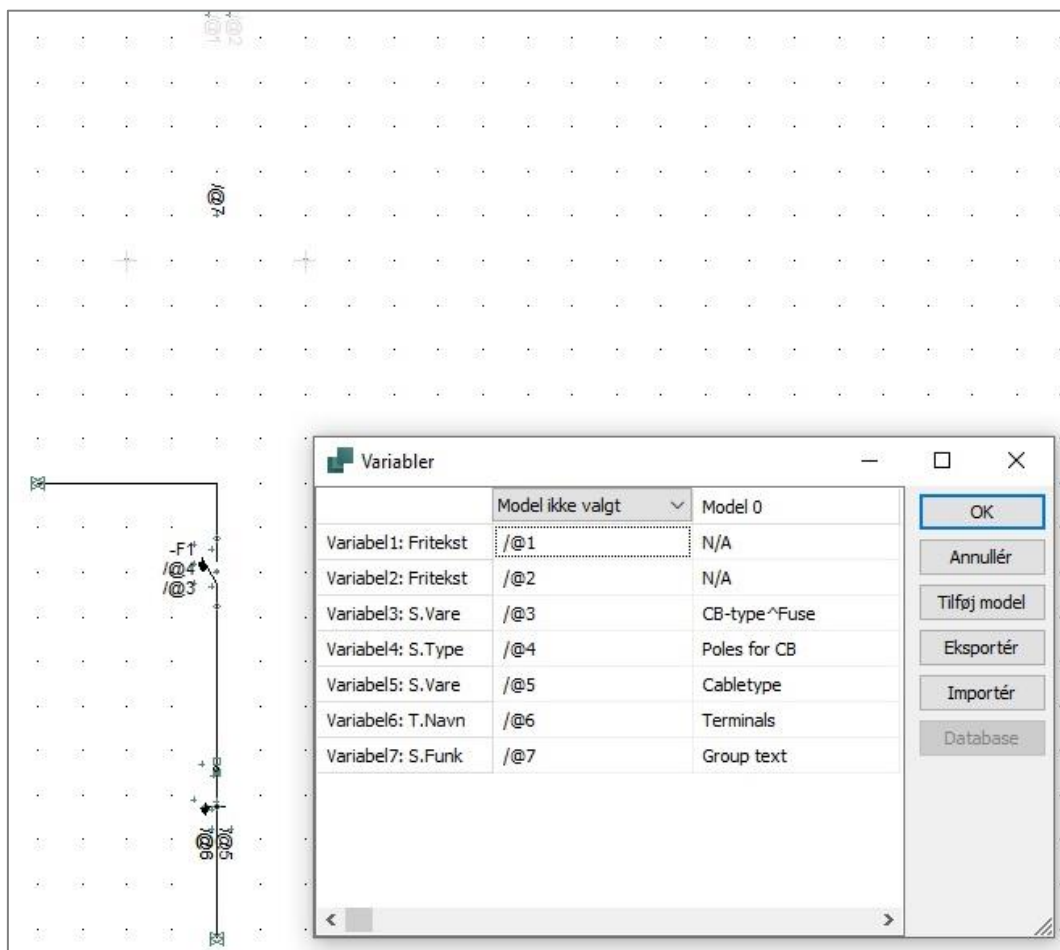 /@1 /@2
/@7
-F1
/@4
/@3
/@6 /@5
Variabler
Model ikke valgt Model 0
Variabel1: Fritekst /@1 N/A
Variabel2: Fritekst /@2 N/A
Variabel3: S.Vare /@3 CB-type^Fuse
Variabel4: S.Type /@4 Poles for CB
Variabel5: S.Vare /@5 Cabletype
Variabel6: T.Navn /@6 Terminals
Variabel7: S.Funk /@7 Group text
OK
Annullér
Tilføj model
Eksportér
Importér
Database